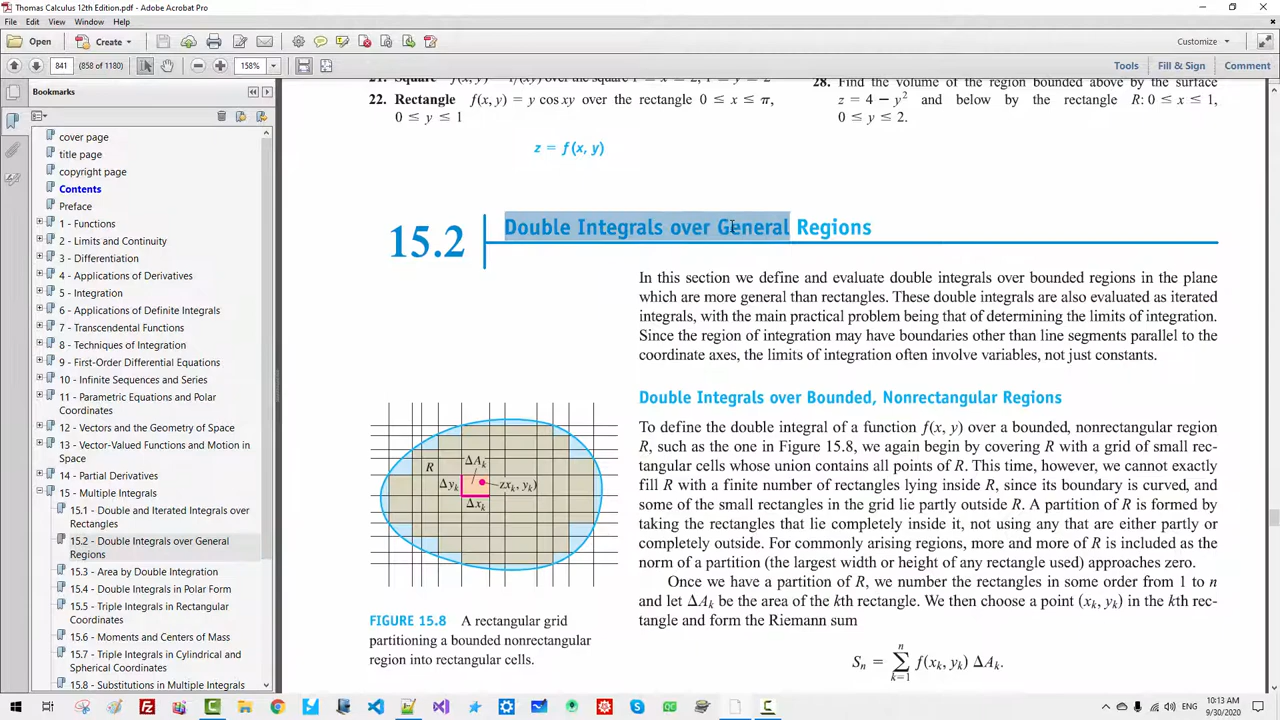 Thomas Calculus 12th Edition.pdf - Adobe Acrobat Pro
File Edit View Window Help
Open Create Customize
841 (858 of 1180) 158% Tools Fill & Sign Comment
Bookmarks
cover page
title page
copyright page
Contents
Preface
1 - Functions
2 - Limits and Continuity
3 - Differentiation
4 - Applications of Derivatives
5 - Integration
6 - Applications of Definite Integrals
7 - Transcendental Functions
8 - Techniques of Integration
9 - First-Order Differential Equations
10 - Infinite Sequences and Series
11 - Parametric Equations and Polar
Coordinates
12 - Vectors and the Geometry of Space
13 - Vector-Valued Functions and Motion in
Space
14 - Partial Derivatives
15 - Multiple Integrals
15.1 - Double and Iterated Integrals over
Rectangles
15.2 - Double Integrals over General
Regions
15.3 - Area by Double Integration
15.4 - Double Integrals in Polar Form
15.5 - Triple Integrals in Rectangular
Coordinates
15.6 - Moments and Centers of Mass
15.7 - Triple Integrals in Cylindrical and
Spherical Coordinates
15.8 - Substitutions in Multiple Integrals
22. Rectangle f(x, y) = y cos xy over the rectangle 0 ≤ x ≤ π,
0 ≤ y ≤ 1
28. Find the volume of the region bounded above by the surface
z = 4 − y² and below by the rectangle R: 0 ≤ x ≤ 1,
0 ≤ y ≤ 2.
z = f(x, y)
15.2 Double Integrals over General Regions
In this section we define and evaluate double integrals over bounded regions in the plane
which are more general than rectangles. These double integrals are also evaluated as iterated
integrals, with the main practical problem being that of determining the limits of integration.
Since the region of integration may have boundaries other than line segments parallel to the
coordinate axes, the limits of integration often involve variables, not just constants.
Double Integrals over Bounded, Nonrectangular Regions
To define the double integral of a function f(x, y) over a bounded, nonrectangular region
R, such as the one in Figure 15.8, we again begin by covering R with a grid of small rec-
tangular cells whose union contains all points of R. This time, however, we cannot exactly
fill R with a finite number of rectangles lying inside R, since its boundary is curved, and
some of the small rectangles in the grid lie partly outside R. A partition of R is formed by
taking the rectangles that lie completely inside it, not using any that are either partly or
completely outside. For commonly arising regions, more and more of R is included as the
norm of a partition (the largest width or height of any rectangle used) approaches zero.
Once we have a partition of R, we number the rectangles in some order from 1 to n
and let ΔAₖ be the area of the kth rectangle. We then choose a point (xₖ, yₖ) in the kth rec-
tangle and form the Riemann sum
n
Sₙ = ∑ f(xₖ, yₖ) ΔAₖ.
k=1
R ΔAₖ
Δyₖ zxₖ, yₖ)
Δxₖ
FIGURE 15.8 A rectangular grid
partitioning a bounded nonrectangular
region into rectangular cells.
ENG 10:13 AM
9/30/2020